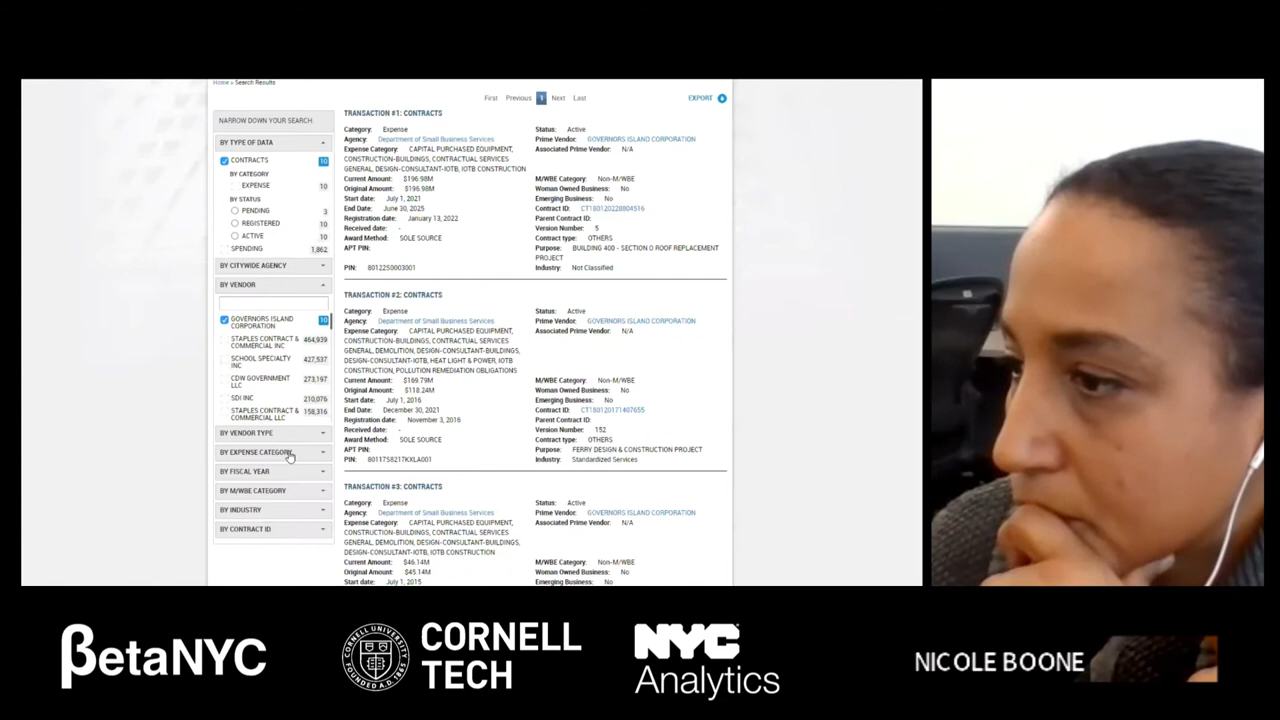 Home » Search Results
First Previous 1 Next Last
EXPORT
NARROW DOWN YOUR SEARCH:
BY TYPE OF DATA
CONTRACTS 10
BY CATEGORY
EXPENSE 10
BY STATUS
PENDING 3
REGISTERED 10
ACTIVE 10
SPENDING 1,862
BY CITYWIDE AGENCY
BY VENDOR
GOVERNORS ISLAND 10
CORPORATION
STAPLES CONTRACT & 464,939
COMMERCIAL INC
SCHOOL SPECIALTY 427,537
INC
CDW GOVERNMENT 273,197
LLC
SDI INC 210,076
STAPLES CONTRACT & 158,316
COMMERCIAL LLC
BY VENDOR TYPE
BY EXPENSE CATEGORY
BY FISCAL YEAR
BY M/WBE CATEGORY
BY INDUSTRY
BY CONTRACT ID
TRANSACTION #1: CONTRACTS
Category: Expense
Agency: Department of Small Business Services
Expense Category: CAPITAL PURCHASED EQUIPMENT,
CONSTRUCTION-BUILDINGS, CONTRACTUAL SERVICES
GENERAL, DESIGN-CONSULTANT-IOTB, IOTB CONSTRUCTION
Current Amount: $196.98M
Original Amount: $196.98M
Start date: July 1, 2021
End Date: June 30, 2025
Registration date: January 13, 2022
Received date: -
Award Method: SOLE SOURCE
APT PIN:
PIN: 80122S0003001
Status: Active
Prime Vendor: GOVERNORS ISLAND CORPORATION
Associated Prime Vendor: N/A
M/WBE Category: Non-M/WBE
Woman Owned Business: No
Emerging Business: No
Contract ID: CT180120228804516
Parent Contract ID:
Version Number: 5
Contract type: OTHERS
Purpose: BUILDING 400 - SECTION O ROOF REPLACEMENT
PROJECT
Industry: Not Classified
TRANSACTION #2: CONTRACTS
Category: Expense
Agency: Department of Small Business Services
Expense Category: CAPITAL PURCHASED EQUIPMENT,
CONSTRUCTION-BUILDINGS, CONTRACTUAL SERVICES
GENERAL, DEMOLITION, DESIGN-CONSULTANT-BUILDINGS,
DESIGN-CONSULTANT-IOTB, HEAT LIGHT & POWER, IOTB
CONSTRUCTION, POLLUTION REMEDIATION OBLIGATIONS
Current Amount: $169.79M
Original Amount: $118.24M
Start date: July 1, 2016
End Date: December 30, 2021
Registration date: November 3, 2016
Received date: -
Award Method: SOLE SOURCE
APT PIN:
PIN: 80117S8217KXLA001
Status: Active
Prime Vendor: GOVERNORS ISLAND CORPORATION
Associated Prime Vendor: N/A
M/WBE Category: Non-M/WBE
Woman Owned Business: No
Emerging Business: No
Contract ID: CT180120171407655
Parent Contract ID:
Version Number: 152
Contract type: OTHERS
Purpose: FERRY DESIGN & CONSTRUCTION PROJECT
Industry: Standardized Services
TRANSACTION #3: CONTRACTS
Category: Expense
Agency: Department of Small Business Services
Expense Category: CAPITAL PURCHASED EQUIPMENT,
CONSTRUCTION-BUILDINGS, CONTRACTUAL SERVICES
GENERAL, DEMOLITION, DESIGN-CONSULTANT-BUILDINGS,
DESIGN-CONSULTANT-IOTB, IOTB CONSTRUCTION
Current Amount: $46.14M
Original Amount: $45.14M
Start date: July 1, 2015
Status: Active
Prime Vendor: GOVERNORS ISLAND CORPORATION
Associated Prime Vendor: N/A
M/WBE Category: Non-M/WBE
Woman Owned Business: No
Emerging Business: No
βetaNYC
CORNELL UNIVERSITY
FOUNDED A.D. 1865
CORNELL
TECH
NYC
Analytics
NICOLE BOONE